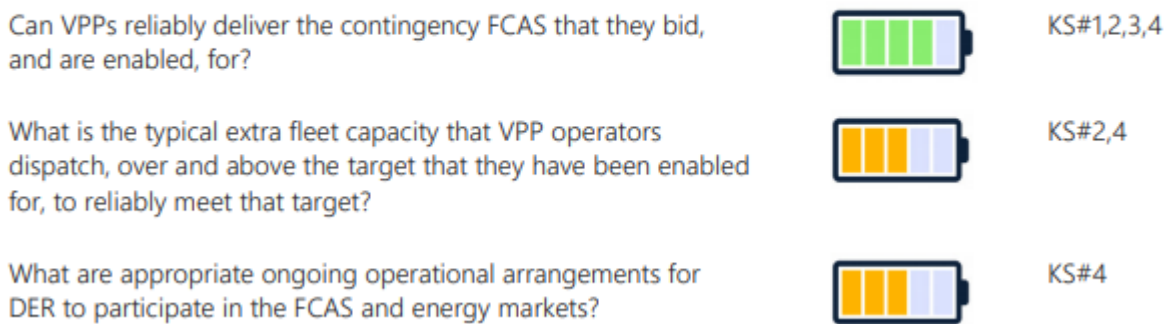 Can VPPs reliably deliver the contingency FCAS that they bid, KS#1,2,3,4
and are enabled, for?
What is the typical extra fleet capacity that VPP operators KS#2,4
dispatch, over and above the target that they have been enabled
for, to reliably meet that target?
What are appropriate ongoing operational arrangements for KS#4
DER to participate in the FCAS and energy markets?